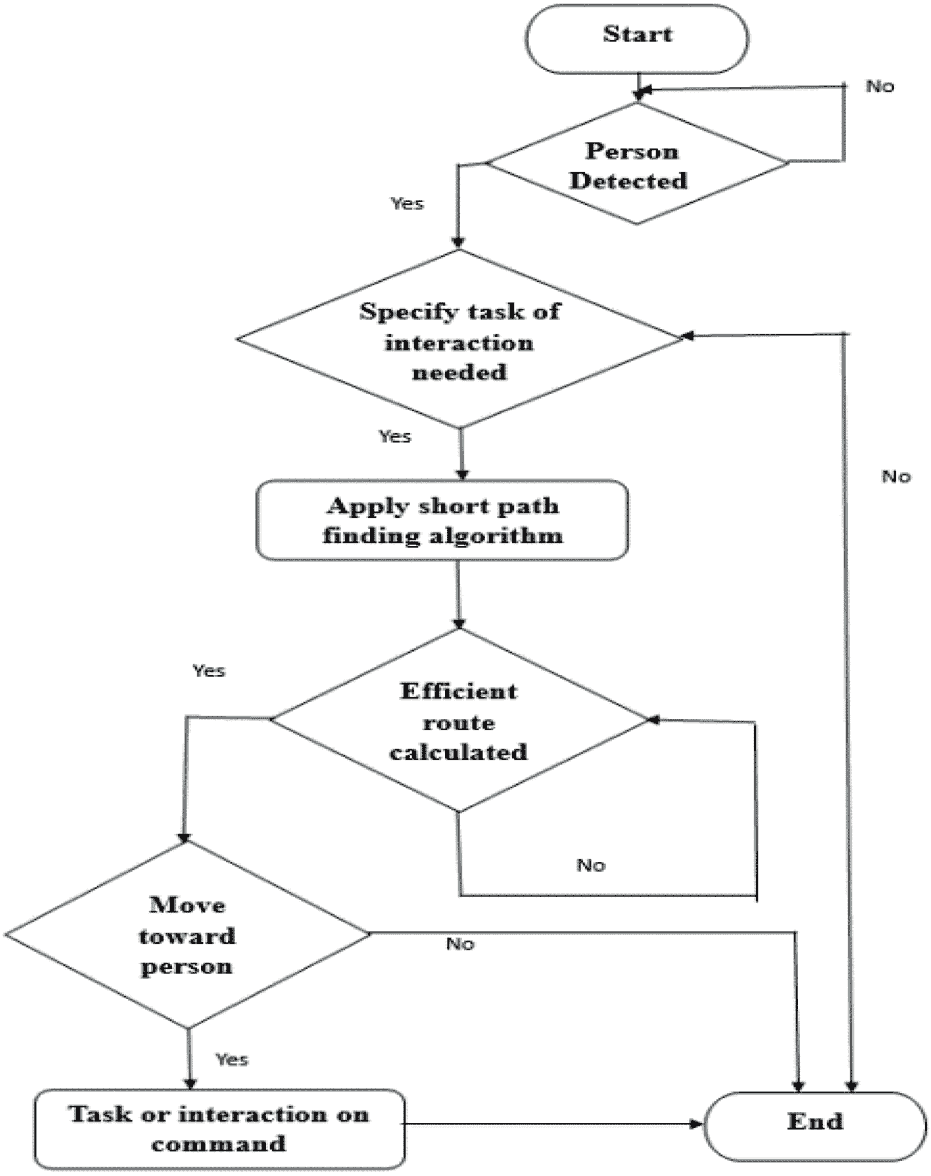 Start
No
Person
Detected
Yes
Specify task of
interaction
needed
Yes
No
Apply short path
finding algorithm
Yes
Efficient
route
calculated
No
Move
toward
person
No
Yes
Task or interaction on
command
End